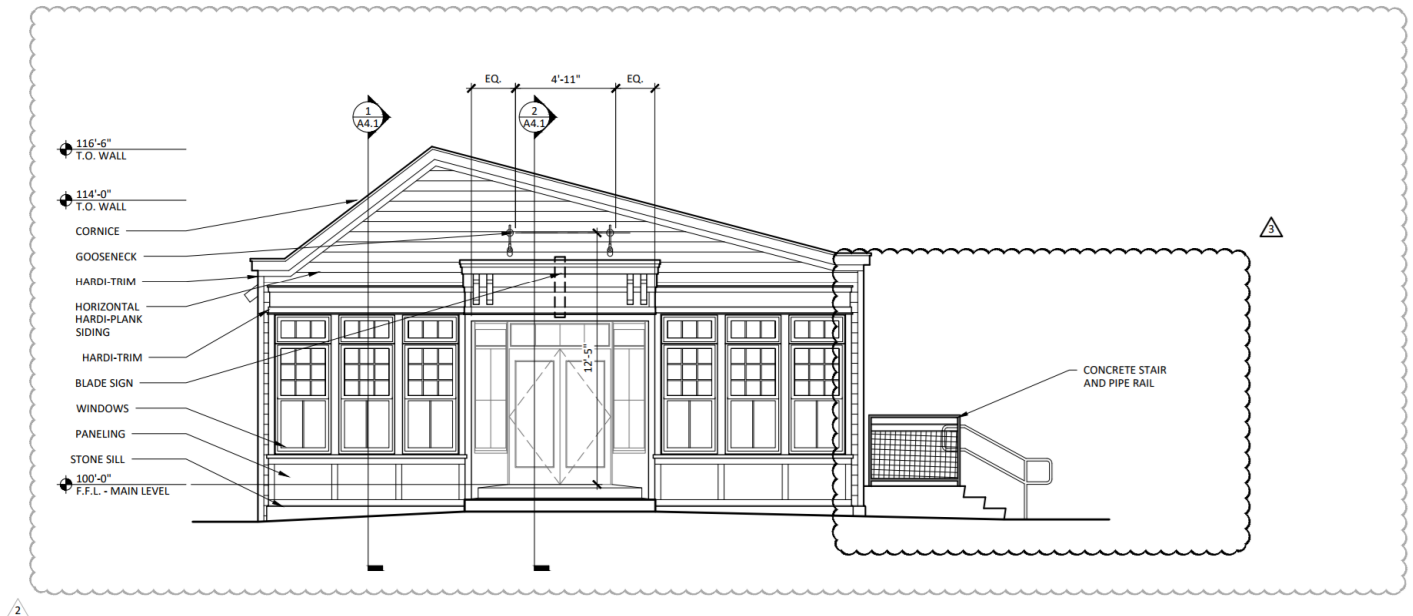 EQ.
4'-11"
EQ.
1
A4.1
2
A4.1
116'-6"
T.O. WALL
114'-0"
T.O. WALL
CORNICE
GOOSENECK
HARDI-TRIM
HORIZONTAL
HARDI-PLANK
SIDING
HARDI-TRIM
BLADE SIGN
WINDOWS
PANELING
STONE SILL
100'-0"
F.F.L. - MAIN LEVEL
12'-5"
3
CONCRETE STAIR
AND PIPE RAIL
2